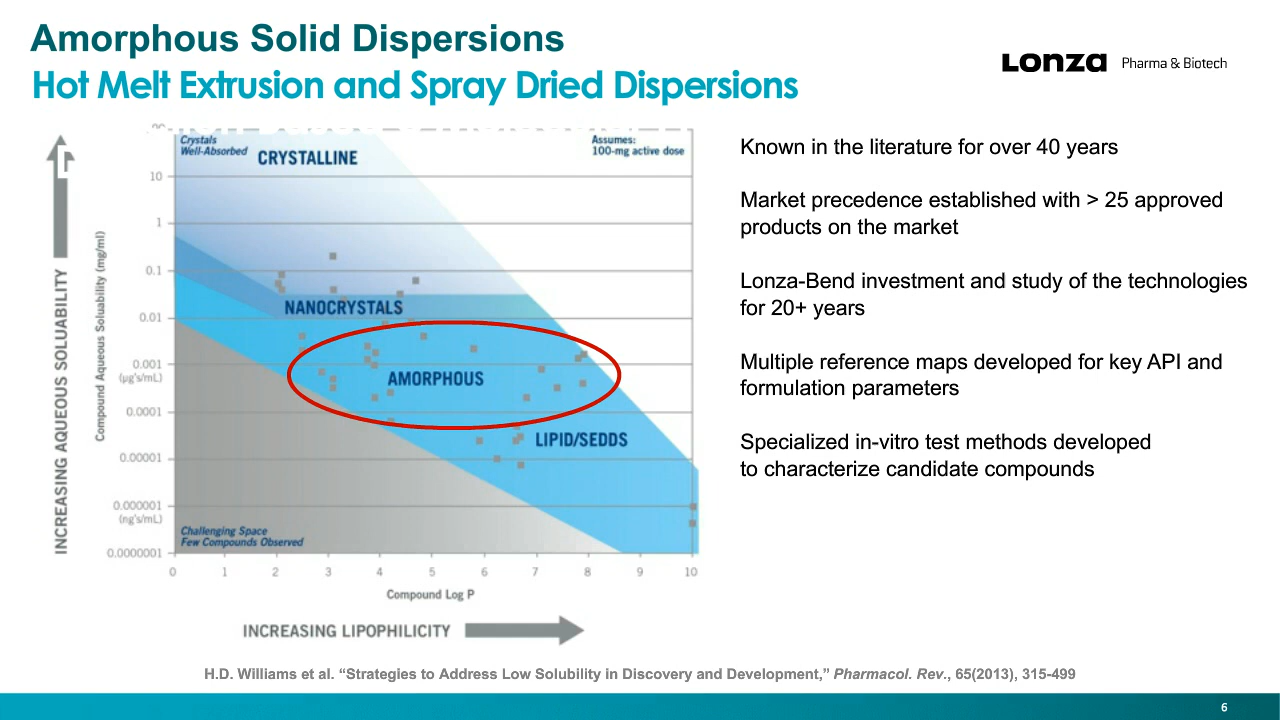 Amorphous Solid Dispersions
Hot Melt Extrusion and Spray Dried Dispersions
Lonza Pharma & Biotech
INCREASING AQUEOUS SOLUABILITY
Compound Aqueous Soluability (mg/ml)
Crystals
Well-Absorbed
CRYSTALLINE
Assumes:
100-mg active dose
10
1
0.1
0.01
0.001
(µg's/mL)
0.0001
0.00001
0.000001
(ng's/mL)
0.0000001
NANOCRYSTALS
AMORPHOUS
LIPID/SEDDS
Challenging Space
Few Compounds Observed
0 1 2 3 4 5 6 7 8 9 10
Compound Log P
INCREASING LIPOPHILICITY
Known in the literature for over 40 years
Market precedence established with > 25 approved
products on the market
Lonza-Bend investment and study of the technologies
for 20+ years
Multiple reference maps developed for key API and
formulation parameters
Specialized in-vitro test methods developed
to characterize candidate compounds
H.D. Williams et al. “Strategies to Address Low Solubility in Discovery and Development,” Pharmacol. Rev., 65(2013), 315-499
6